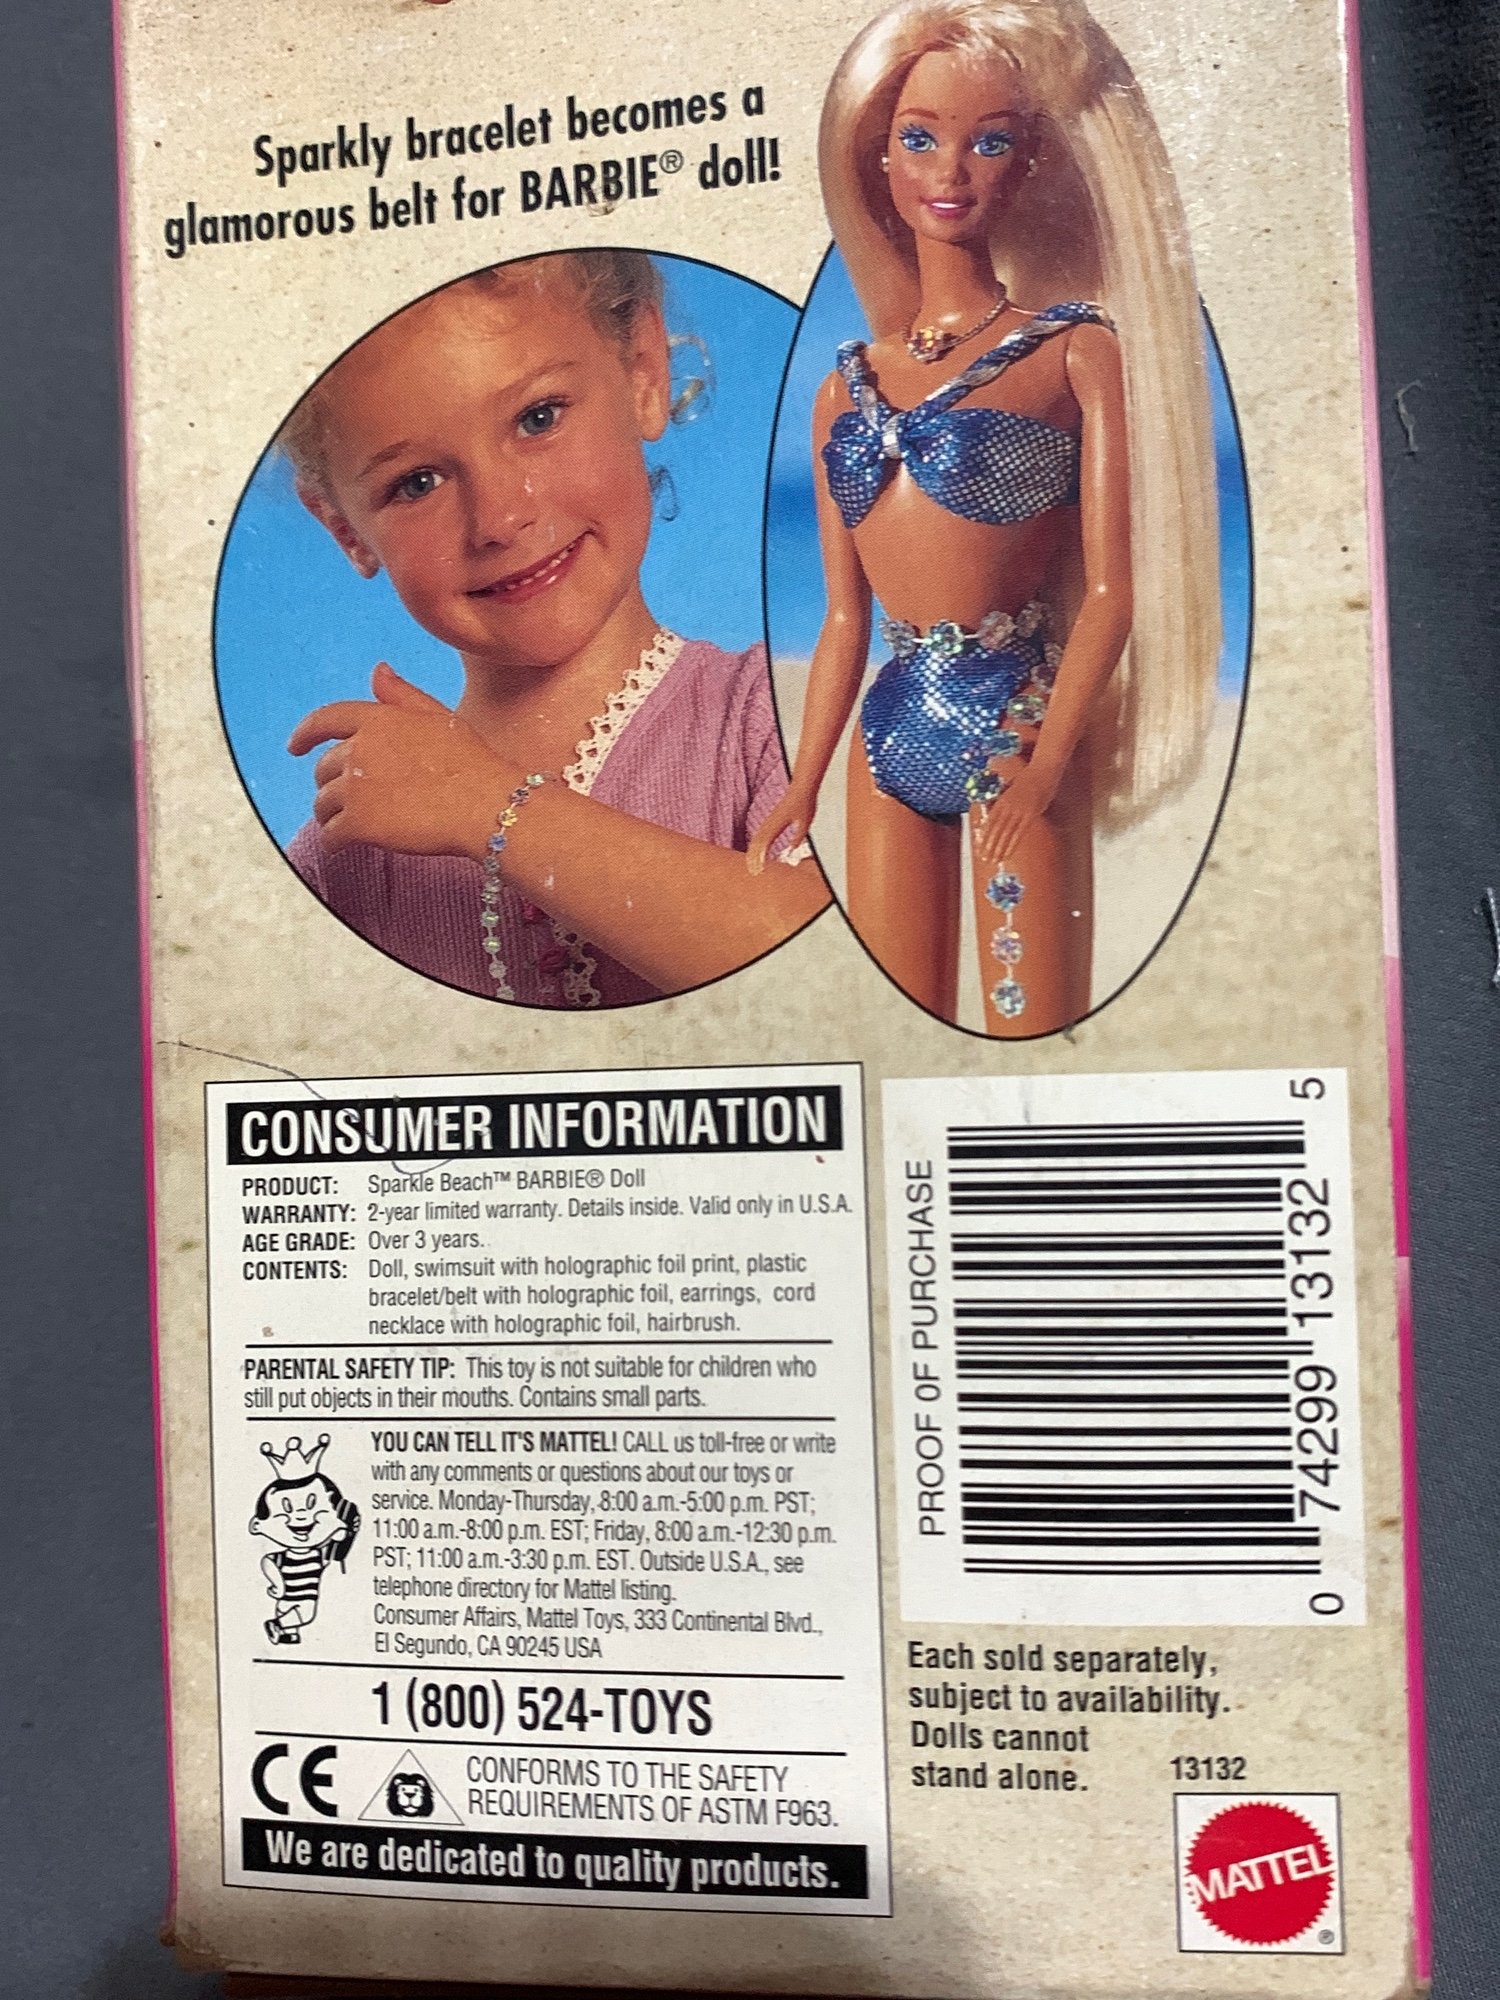 Sparkly bracelet becomes a
glamorous belt for BARBIE® doll!
CONSUMER INFORMATION
PRODUCT: Sparkle Beach™ BARBIE® Doll
WARRANTY: 2-year limited warranty. Details inside. Valid only in U.S.A.
AGE GRADE: Over 3 years.
CONTENTS: Doll, swimsuit with holographic foil print, plastic
bracelet/belt with holographic foil, earrings, cord
necklace with holographic foil, hairbrush.
PARENTAL SAFETY TIP: This toy is not suitable for children who
still put objects in their mouths. Contains small parts.
YOU CAN TELL IT'S MATTEL! CALL us toll-free or write
with any comments or questions about our toys or
service. Monday-Thursday, 8:00 a.m.-5:00 p.m. PST;
11:00 a.m.-8:00 p.m. EST; Friday, 8:00 a.m.-12:30 p.m.
PST; 11:00 a.m.-3:30 p.m. EST. Outside U.S.A., see
telephone directory for Mattel listing.
Consumer Affairs, Mattel Toys, 333 Continental Blvd.,
El Segundo, CA 90245 USA
1 (800) 524-TOYS
CE
CONFORMS TO THE SAFETY
REQUIREMENTS OF ASTM F963.
We are dedicated to quality products.
PROOF OF PURCHASE
0 74299 13132 5
Each sold separately,
subject to availability.
Dolls cannot
stand alone.
13132
MATTEL
®